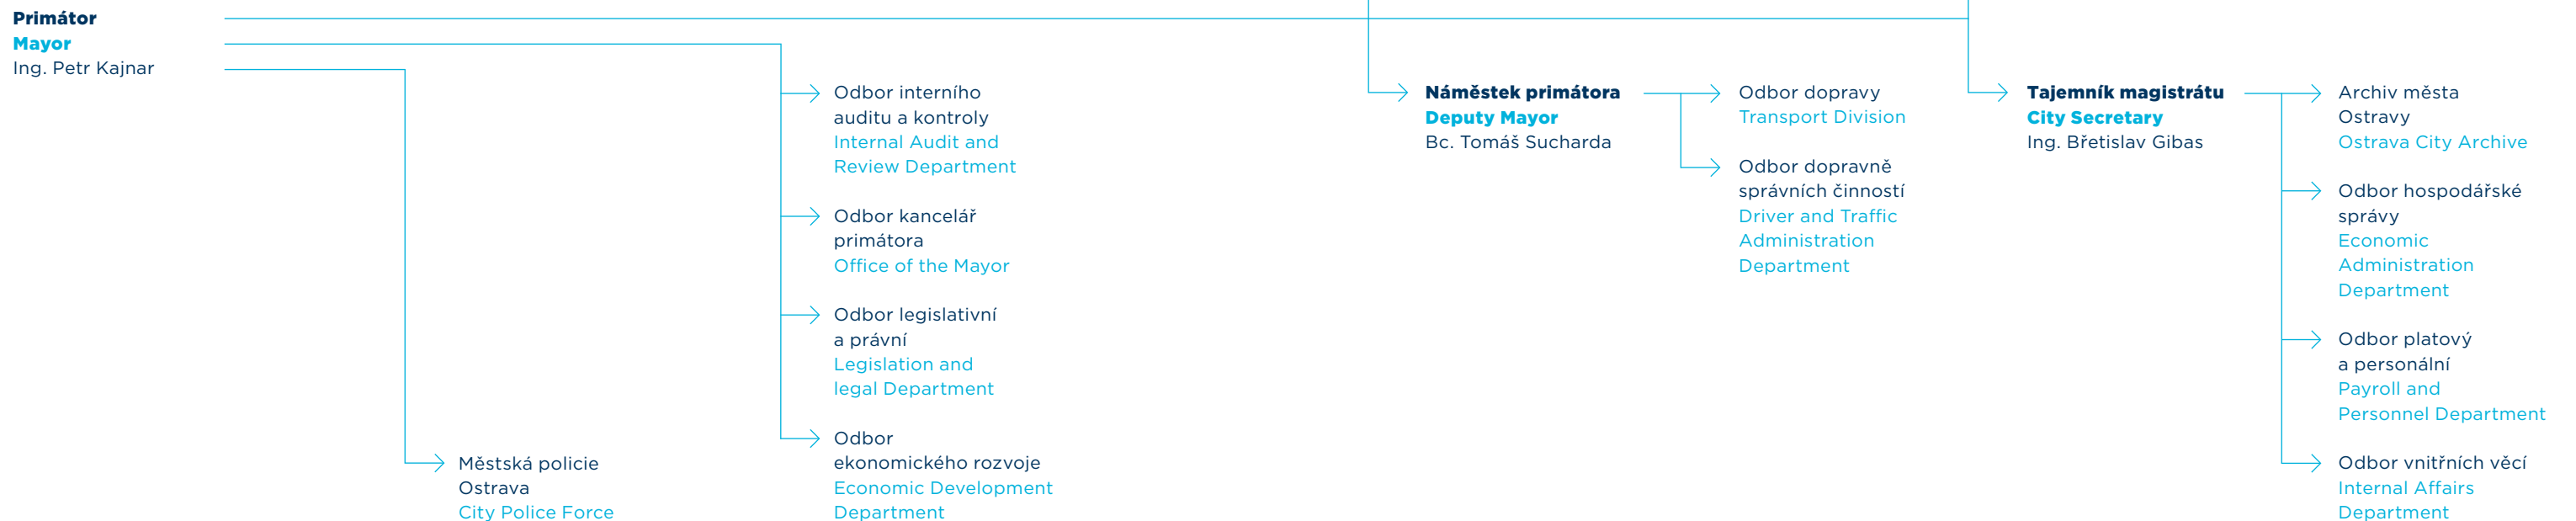 Primátor
Mayor
Ing. Petr Kajnar
Odbor interního
auditu a kontroly
Internal Audit and
Review Department
Odbor kancelář
primátora
Office of the Mayor
Odbor legislativní
a právní
Legislation and
legal Department
Odbor
ekonomického rozvoje
Economic Development
Department
Městská policie
Ostrava
City Police Force
Náměstek primátora
Deputy Mayor
Bc. Tomáš Sucharda
Odbor dopravy
Transport Division
Odbor dopravně
správních činností
Driver and Traffic
Administration
Department
Tajemník magistrátu
City Secretary
Ing. Břetislav Gibas
Archiv města
Ostravy
Ostrava City Archive
Odbor hospodářské
správy
Economic
Administration
Department
Odbor platový
a personální
Payroll and
Personnel Department
Odbor vnitřních věcí
Internal Affairs
Department